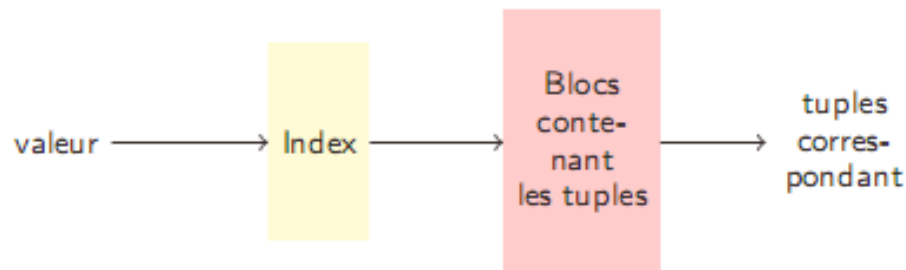 valeur
Index
Blocs
conte-
nant
les tuples
tuples
corres-
pondant